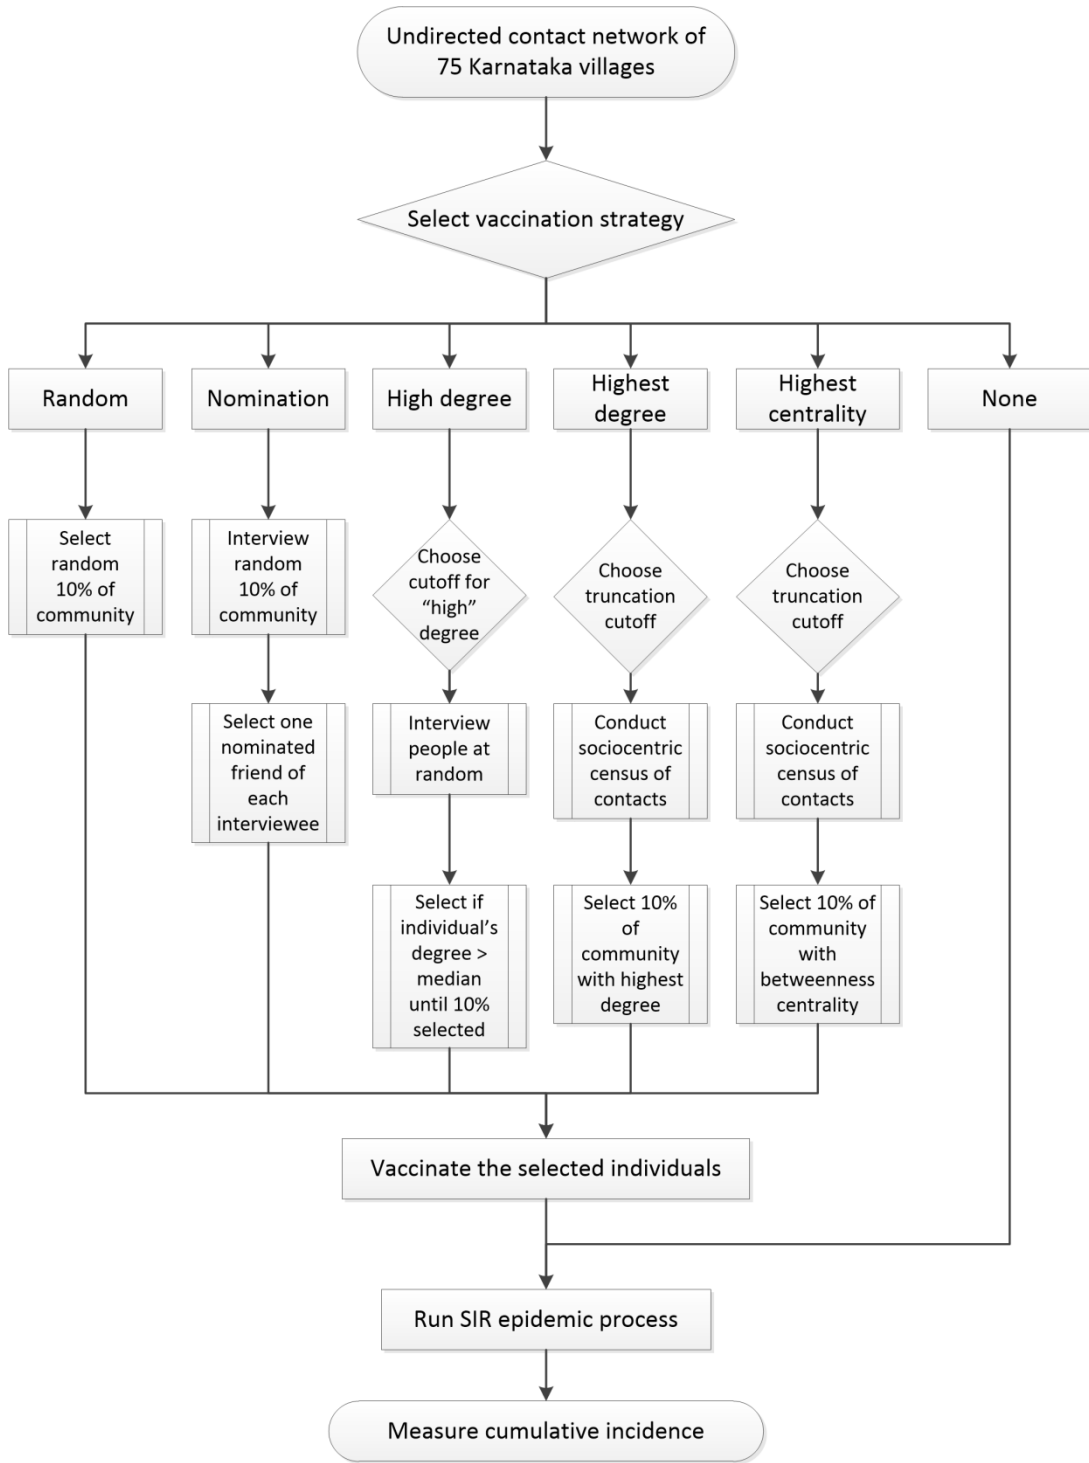 Undirected contact network of
75 Karnataka villages
Select vaccination strategy
Random
Nomination
High degree
Highest
degree
Highest
centrality
None
Select
random
10% of
community
Interview
random
10% of
community
Choose
cutoff for
“high”
degree
Choose
truncation
cutoff
Choose
truncation
cutoff
Select one
nominated
friend of
each
interviewee
Interview
people at
random
Conduct
sociocentric
census of
contacts
Conduct
sociocentric
census of
contacts
Select if
individual’s
degree >
median
until 10%
selected
Select 10%
of
community
with highest
degree
Select 10% of
community
with
betweenness
centrality
Vaccinate the selected individuals
Run SIR epidemic process
Measure cumulative incidence